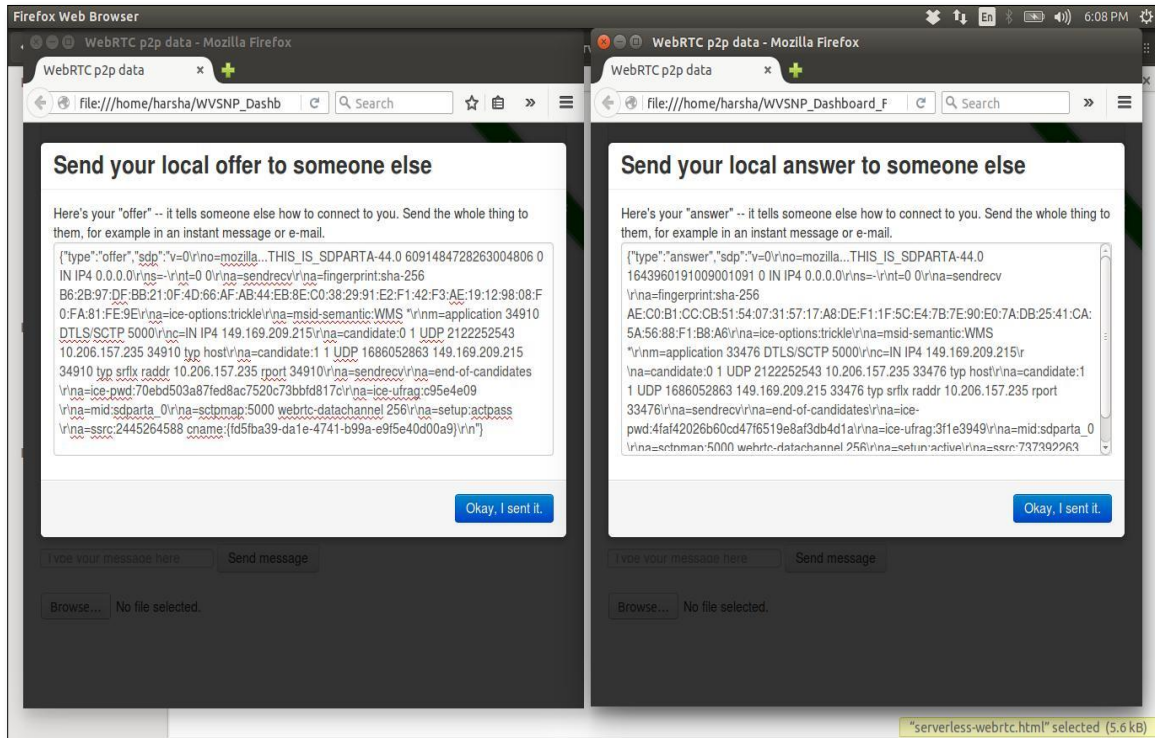 Firefox Web Browser
En
6:08 PM
WebRTC p2p data - Mozilla Firefox
WebRTC p2p data
file:///home/harsha/WVSNP_Dashb
Search
Send your local offer to someone else
Here's your "offer" -- it tells someone else how to connect to you. Send the whole thing to
them, for example in an instant message or e-mail.
{"type":"offer","sdp":"v=0\r\no=mozilla...THIS_IS_SDPARTA-44.0 6091484728263004806 0
IN IP4 0.0.0.0\r\ns=-\r\nt=0 0\r\na=sendrecv\r\na=fingerprint:sha-256
B6:2B:97:DF:BB:21:0F:4D:66:AF:AB:44:EB:8E:C0:38:29:91:E2:F1:42:F3:AE:19:12:98:08:F
0:FA:81:FE:9E\r\na=ice-options:trickle\r\na=msid-semantic:WMS *\r\nm=application 34910
DTLS/SCTP 5000\r\nc=IN IP4 149.169.209.215\r\na=candidate:0 1 UDP 2122252543
10.206.157.235 34910 typ host\r\na=candidate:1 1 UDP 1686052863 149.169.209.215
34910 typ srflx raddr 10.206.157.235 rport 34910\r\na=sendrecv\r\na=end-of-candidates
\r\na=ice-pwd:70ebd503a87fed8ac7520c73bbfd817c\r\na=ice-ufrag:c95e4e09
\r\na=mid:sdparta_0\r\na=sctpmap:5000 webrtc-datachannel 256\r\na=setup:actpass
\r\na=ssrc:2445264588 cname:{fd5fba39-da1e-4741-b99a-e9f5e40d00a9}\r\n"}
Okay, I sent it.
Type your message here
Send message
Browse...
No file selected.
WebRTC p2p data - Mozilla Firefox
WebRTC p2p data
file:///home/harsha/WVSNP_Dashboard_F
Search
Send your local answer to someone else
Here's your "answer" -- it tells someone else how to connect to you. Send the whole thing to
them, for example in an instant message or e-mail.
{"type":"answer","sdp":"v=0\r\no=mozilla...THIS_IS_SDPARTA-44.0
1643960191009001091 0 IN IP4 0.0.0.0\r\ns=-\r\nt=0 0\r\na=sendrecv
\r\na=fingerprint:sha-256
AE:C0:B1:CC:CB:51:54:07:31:57:17:A8:DE:F1:1F:5C:E4:7B:7E:90:E0:7A:DB:25:41:CA:
5A:56:88:F1:B8:A6\r\na=ice-options:trickle\r\na=msid-semantic:WMS
*\r\nm=application 33476 DTLS/SCTP 5000\r\nc=IN IP4 149.169.209.215\r
\na=candidate:0 1 UDP 2122252543 10.206.157.235 33476 typ host\r\na=candidate:1
1 UDP 1686052863 149.169.209.215 33476 typ srflx raddr 10.206.157.235 rport
33476\r\na=sendrecv\r\na=end-of-candidates\r\na=ice-
pwd:4faf42026b60cd47f6519e8af3db4d1a\r\na=ice-ufrag:3f1e3949\r\na=mid:sdparta_0
\r\na=sctpmap:5000 webrtc-datachannel 256\r\na=setup:active\r\na=ssrc:737392263
Okay, I sent it.
Type your message here
Send message
Browse...
No file selected.
"serverless-webrtc.html" selected (5.6 kB)